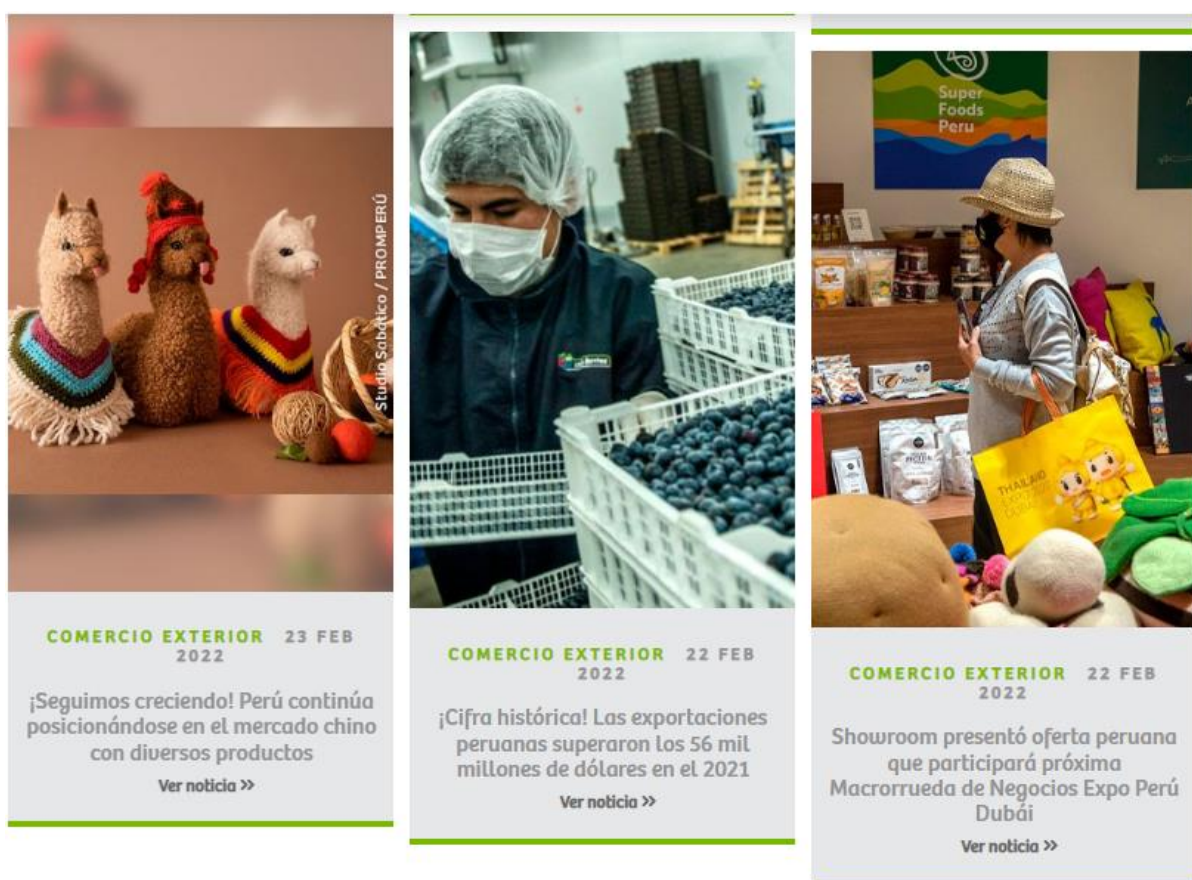 Studio Sabático / PROMPERÚ
COMERCIO EXTERIOR 23 FEB
2022
¡Seguimos creciendo! Perú continúa
posicionándose en el mercado chino
con diversos productos
Ver noticia >>
COMERCIO EXTERIOR 22 FEB
2022
¡Cifra histórica! Las exportaciones
peruanas superaron los 56 mil
millones de dólares en el 2021
Ver noticia >>
Super
Foods
Peru
THAILAND
EXPO 2020
DUBAI
COMERCIO EXTERIOR 22 FEB
2022
Showroom presentó oferta peruana
que participará próxima
Macrorrueda de Negocios Expo Perú
Dubái
Ver noticia >>